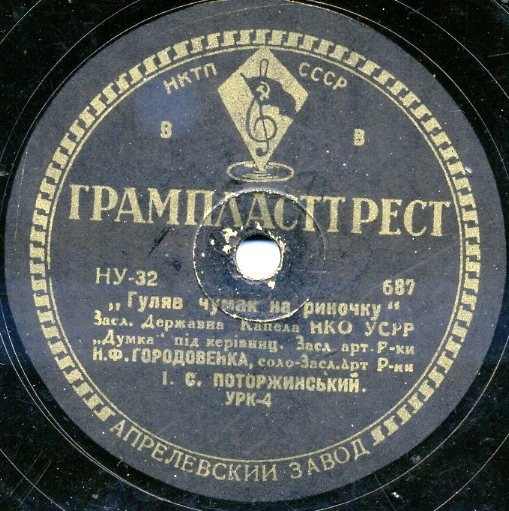 НКТП СССР
В В
ГРАМПЛАСТТРЕСТ
НУ-32 687
„Гуляв чумак на риночку“
Засл. Державна Капела НКО УСРР
„Думка“ під керівниц. Засл арт. Р-ки
Н.Ф. ГОРОДОВЕНКА, соло-Засл.Арт Р-ки
І. С. ПОТОРЖИНСЬКИЙ.
УРК-4
АПРЕЛЕВСКИЙ ЗАВОД